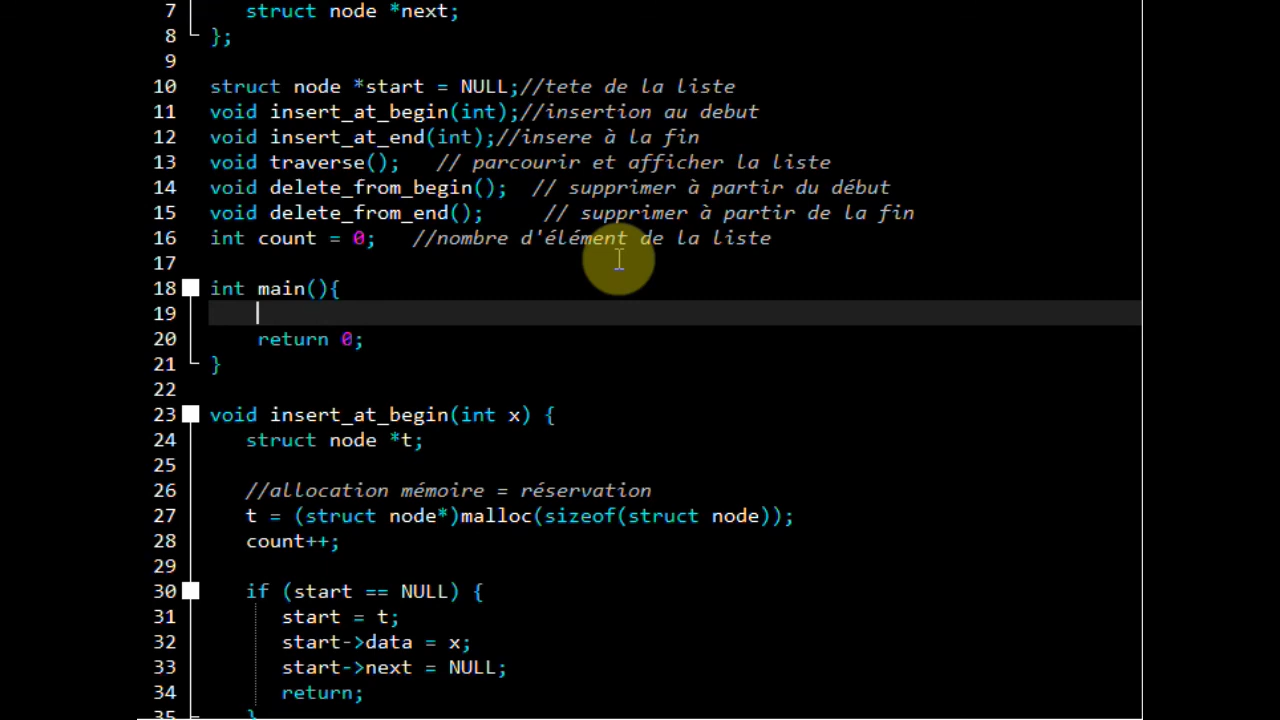 7 struct node *next;
8 };
9
10 struct node *start = NULL;//tete de la liste
11 void insert_at_begin(int);//insertion au debut
12 void insert_at_end(int);//insere à la fin
13 void traverse(); // parcourir et afficher la liste
14 void delete_from_begin(); // supprimer à partir du début
15 void delete_from_end(); // supprimer à partir de la fin
16 int count = 0; //nombre d'élément de la liste
17
18 int main(){
19
20 return 0;
21 }
22
23 void insert_at_begin(int x) {
24 struct node *t;
25
26 //allocation mémoire = réservation
27 t = (struct node*)malloc(sizeof(struct node));
28 count++;
29
30 if (start == NULL) {
31 start = t;
32 start->data = x;
33 start->next = NULL;
34 return;
35 }